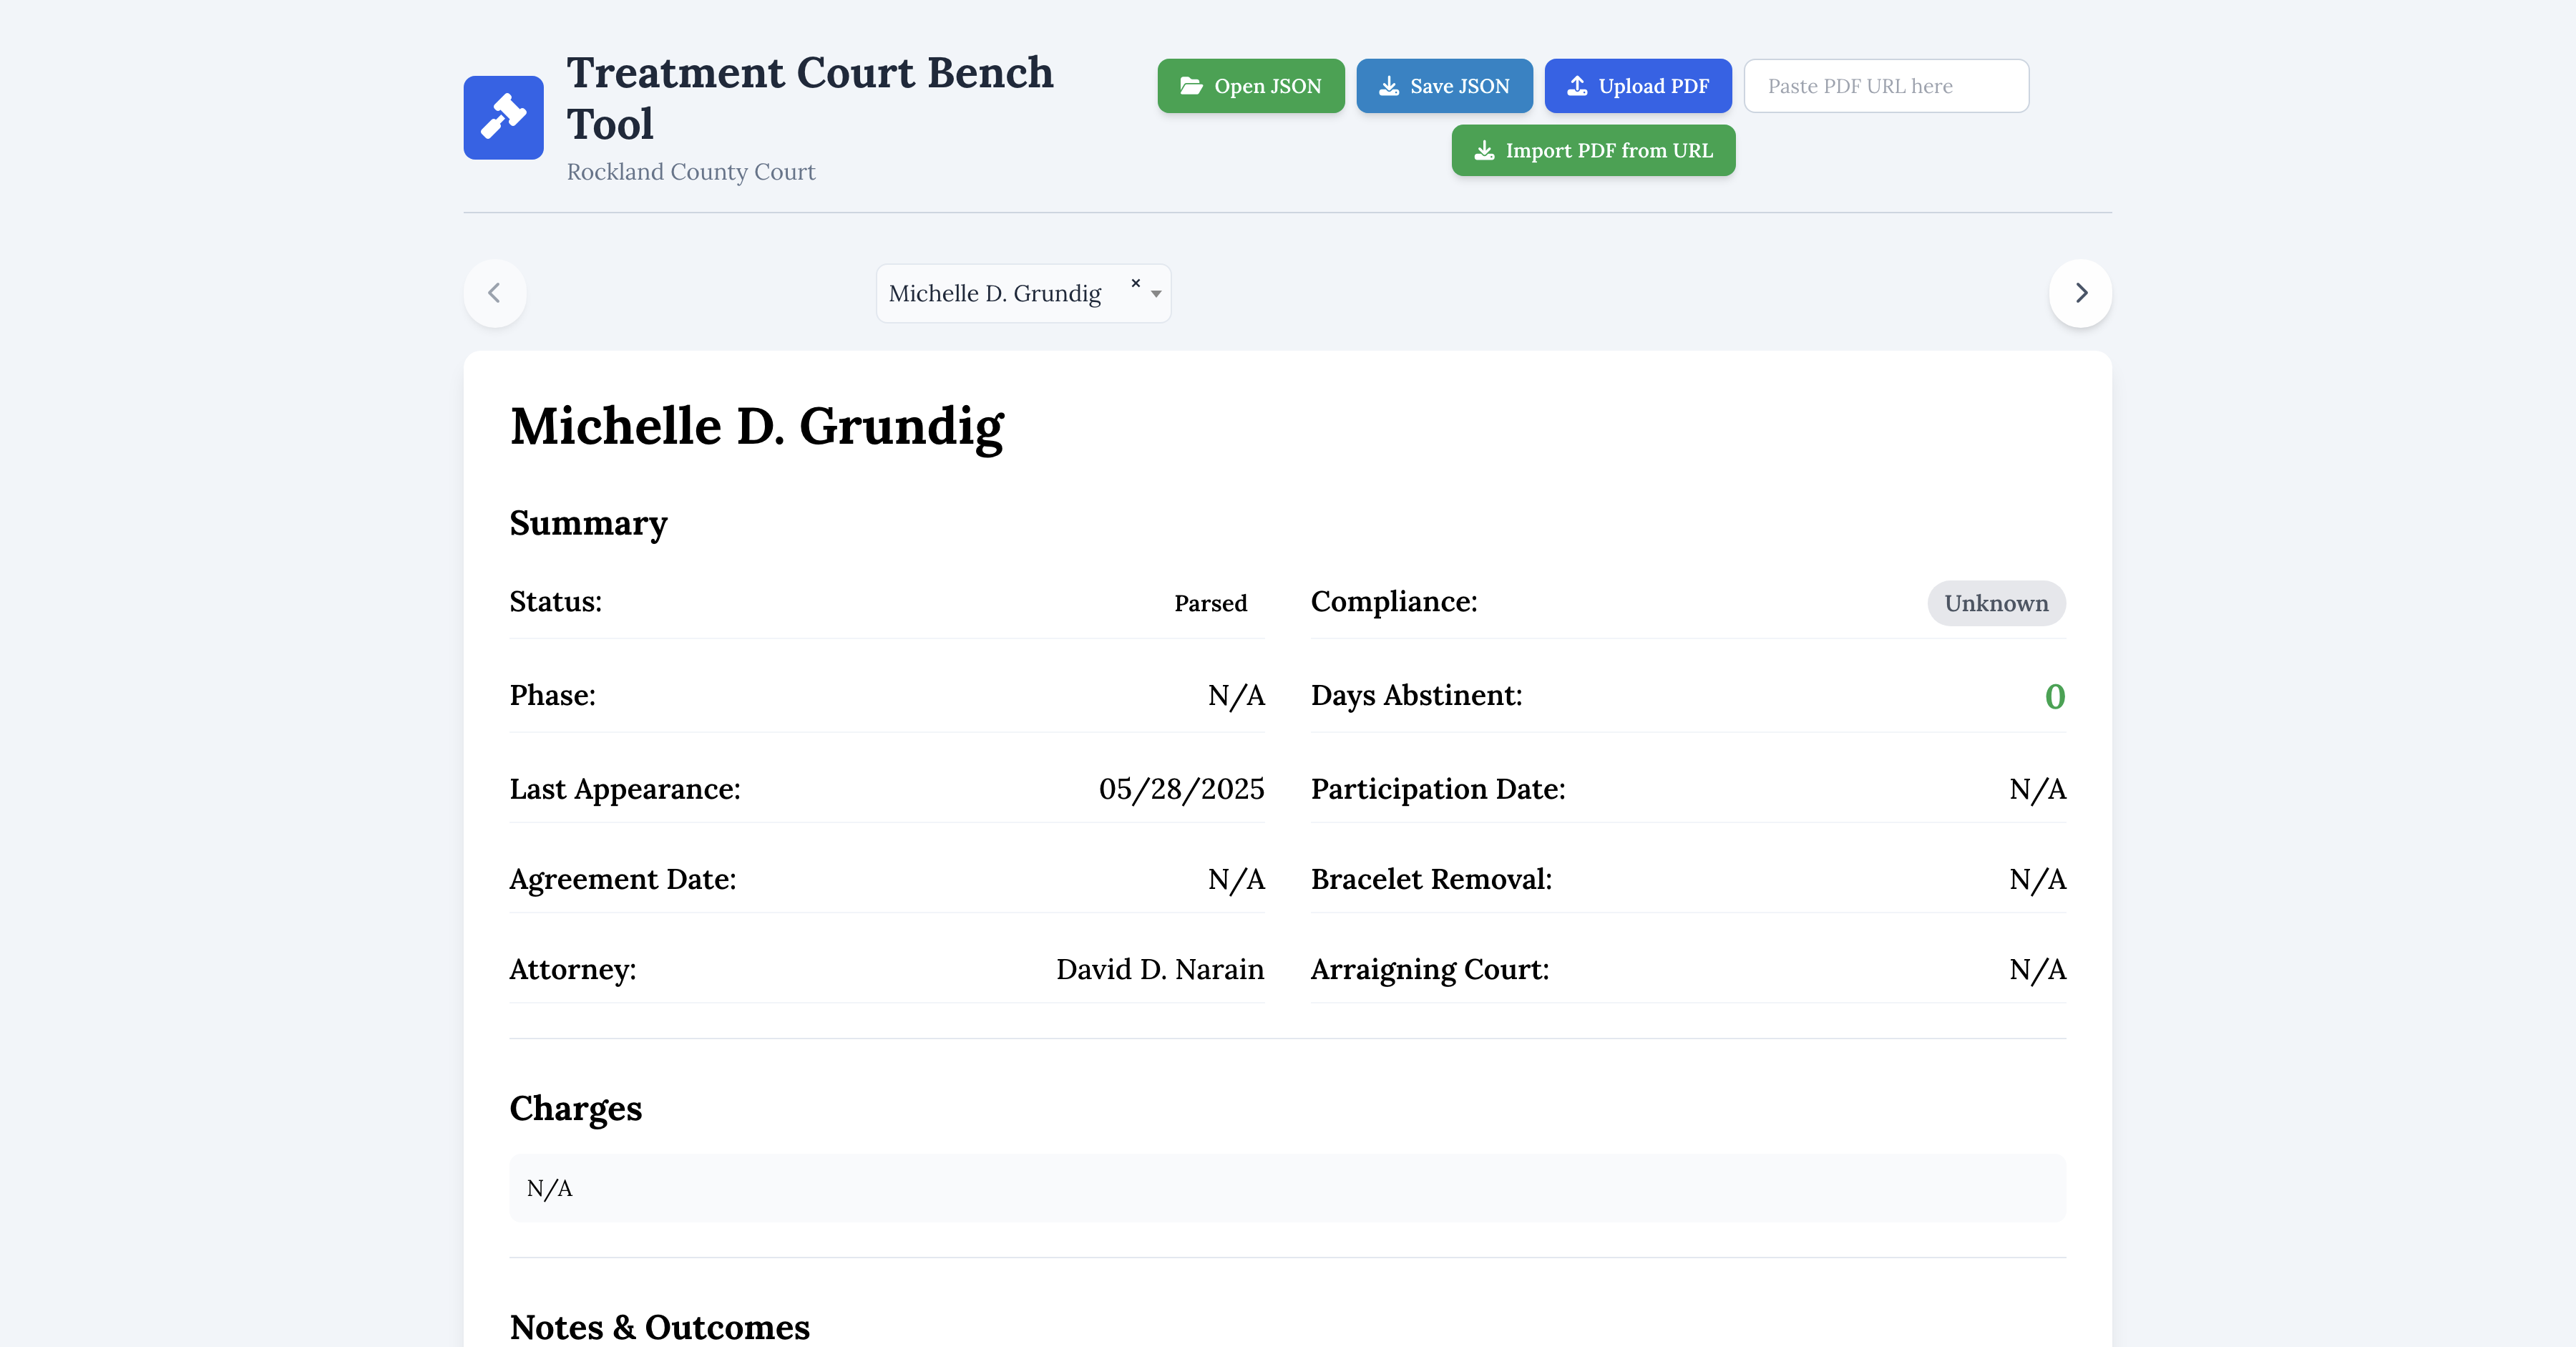 Treatment Court Bench
Tool
Rockland County Court
Open JSON
Save JSON
Upload PDF
Paste PDF URL here
Import PDF from URL
Michelle D. Grundig ×
Michelle D. Grundig
Summary
Status: Parsed
Compliance: Unknown
Phase: N/A
Days Abstinent: 0
Last Appearance: 05/28/2025
Participation Date: N/A
Agreement Date: N/A
Bracelet Removal: N/A
Attorney: David D. Narain
Arraigning Court: N/A
Charges
N/A
Notes & Outcomes